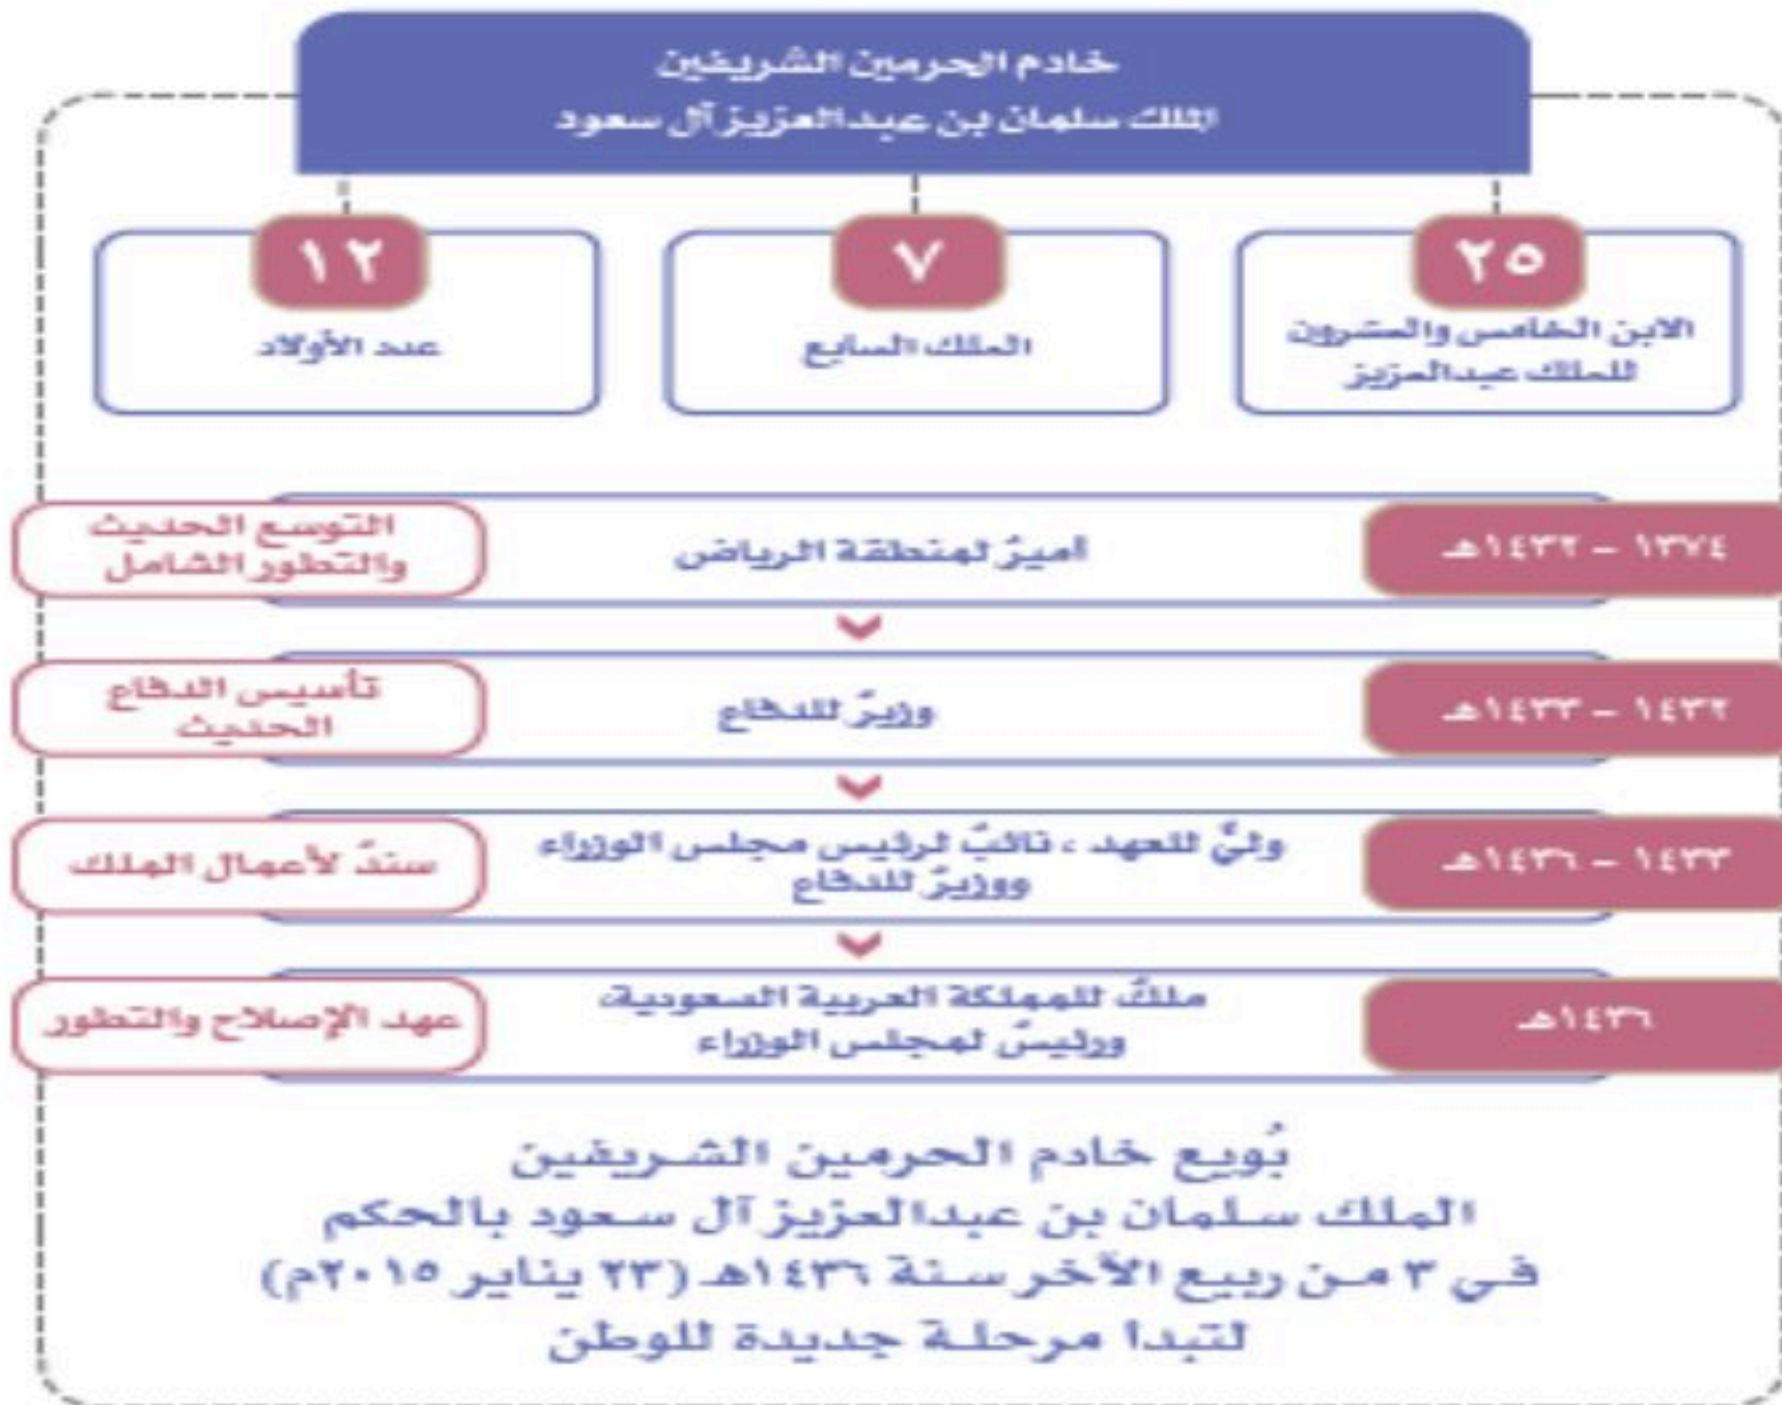 خادم الحرمين الشريفين
الملك سلمان بن عبدالعزيز آل سعود
٢٥
الابن الخامس والعشرون
للملك عبدالعزيز
٧
الملك السابع
١٢
عدد الأولاد
١٣٧٤ – ١٤٣٢هـ
أميرٌ لمنطقة الرياض
التوسع الحديث
والتطور الشامل
١٤٣٢ – ١٤٣٣هـ
وزيرٌ للدفاع
تأسيس الدفاع
الحديث
١٤٣٣ – ١٤٣٦هـ
وليٌّ للعهد ، نائبٌ لرئيس مجلس الوزراء
ووزيرٌ للدفاع
سندٌ لأعمال الملك
١٤٣٦هـ
ملكٌ للمملكة العربية السعودية،
ورئيسٌ لمجلس الوزراء
عهد الإصلاح والتطور
بُويع خادم الحرمين الشريفين
الملك سلمان بن عبدالعزيز آل سعود بالحكم
في ٣ من ربيع الآخر سنة ١٤٣٦هـ (٢٣ يناير ٢٠١٥م)
لتبدأ مرحلة جديدة للوطن